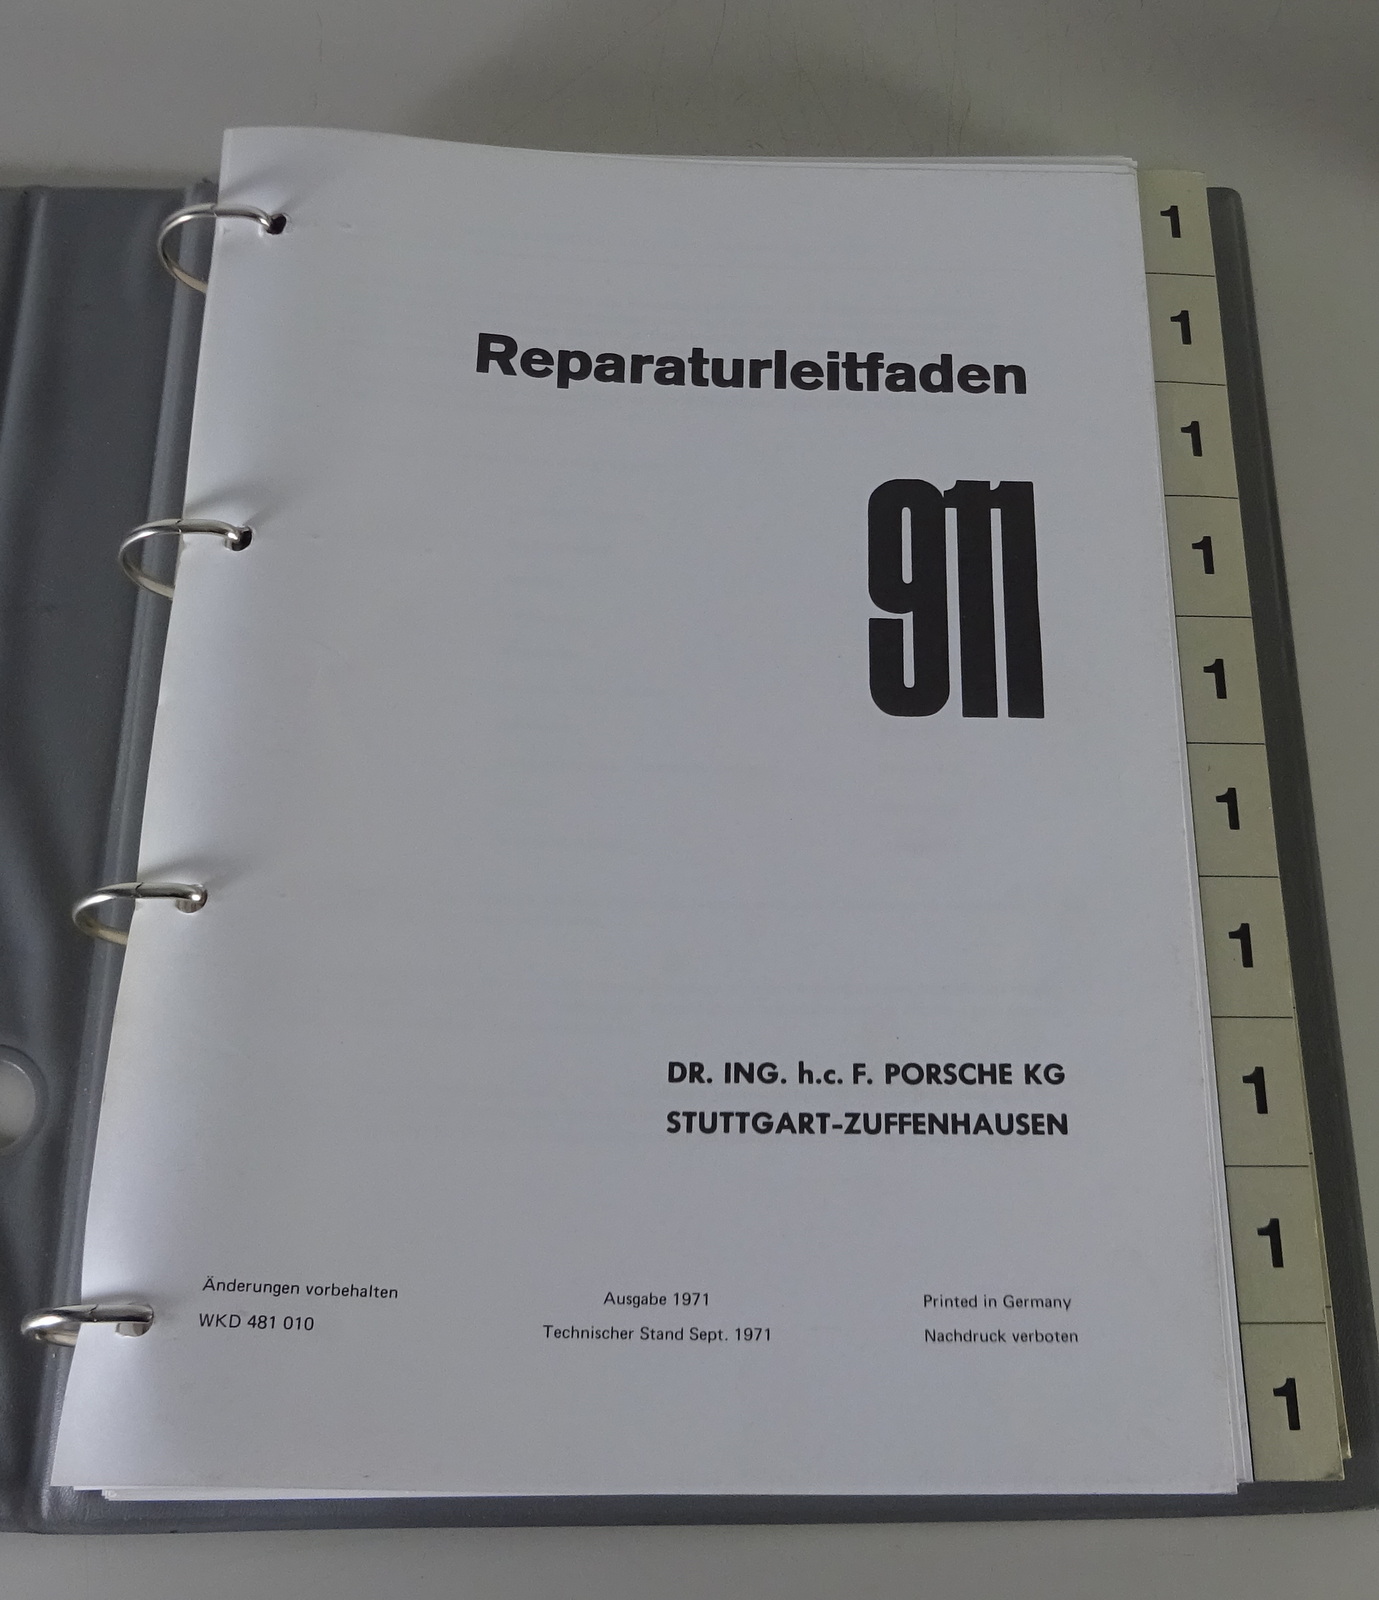 Reparaturleitfaden
911
DR. ING. h.c. F. PORSCHE KG
STUTTGART-ZUFFENHAUSEN
Änderungen vorbehalten
WKD 481 010
Ausgabe 1971
Technischer Stand Sept. 1971
Printed in Germany
Nachdruck verboten
1
1
1
1
1
1
1
1
1
1